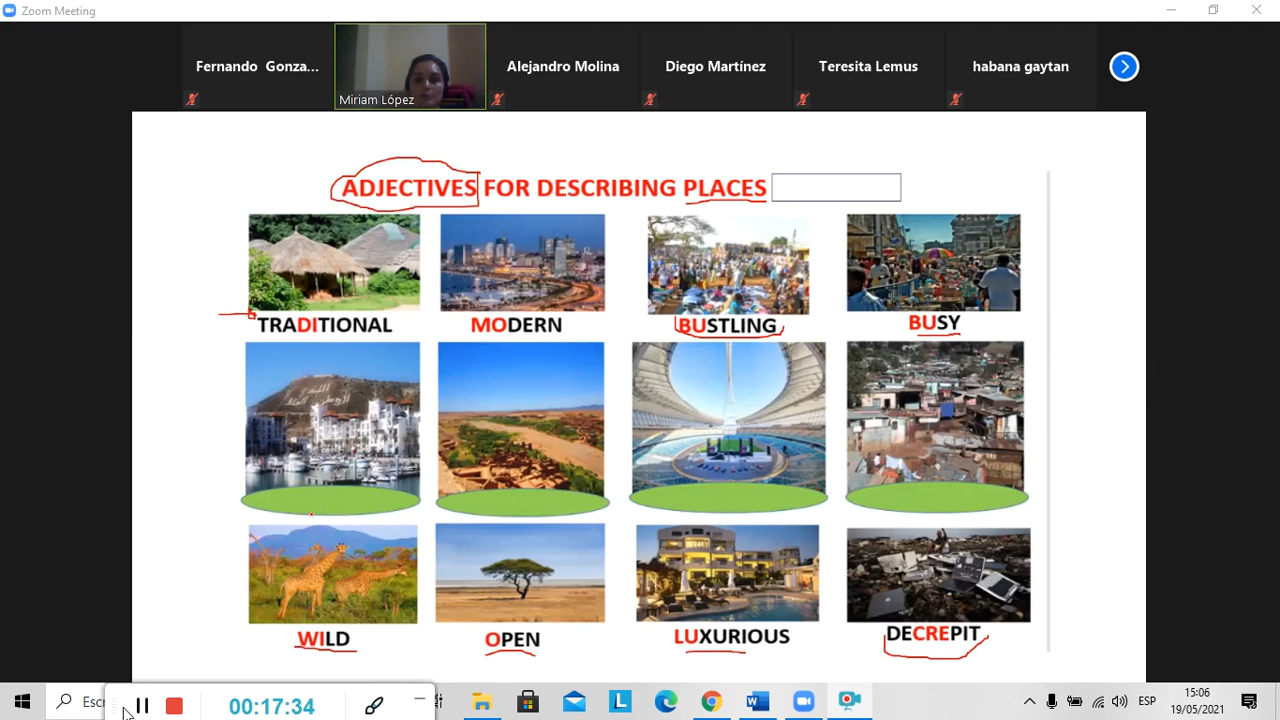 Zoom Meeting
Fernando Gonza...
Miriam López
Alejandro Molina
Diego Martínez
Teresita Lemus
habana gaytan
ADJECTIVES FOR DESCRIBING PLACES
TRADITIONAL
MODERN
BUSTLING
BUSY
WILD
OPEN
LUXURIOUS
DECREPIT
Esc
00:17:34
L
W
ESP
15:06
19/05/2021